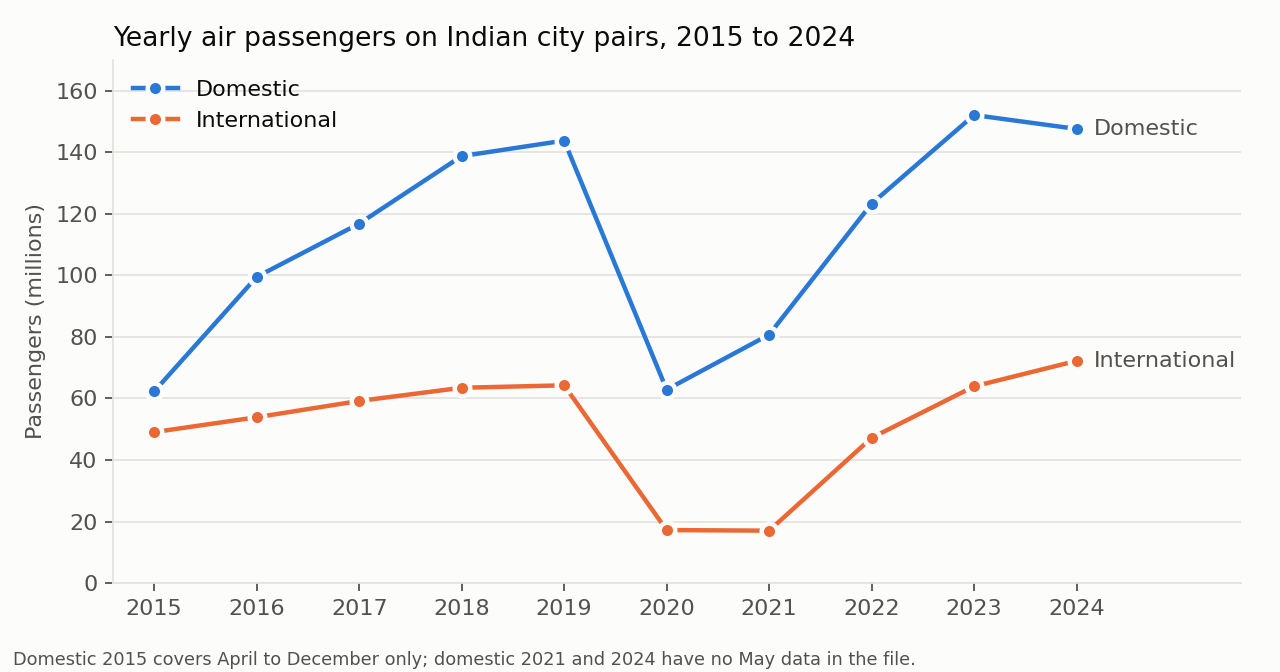 Yearly air passengers on Indian city pairs, 2015 to 2024
Domestic
International
Passengers (millions)
160
140
120
100
80
60
40
20
0
Domestic
International
2015 2016 2017 2018 2019 2020 2021 2022 2023 2024
Domestic 2015 covers April to December only; domestic 2021 and 2024 have no May data in the file.